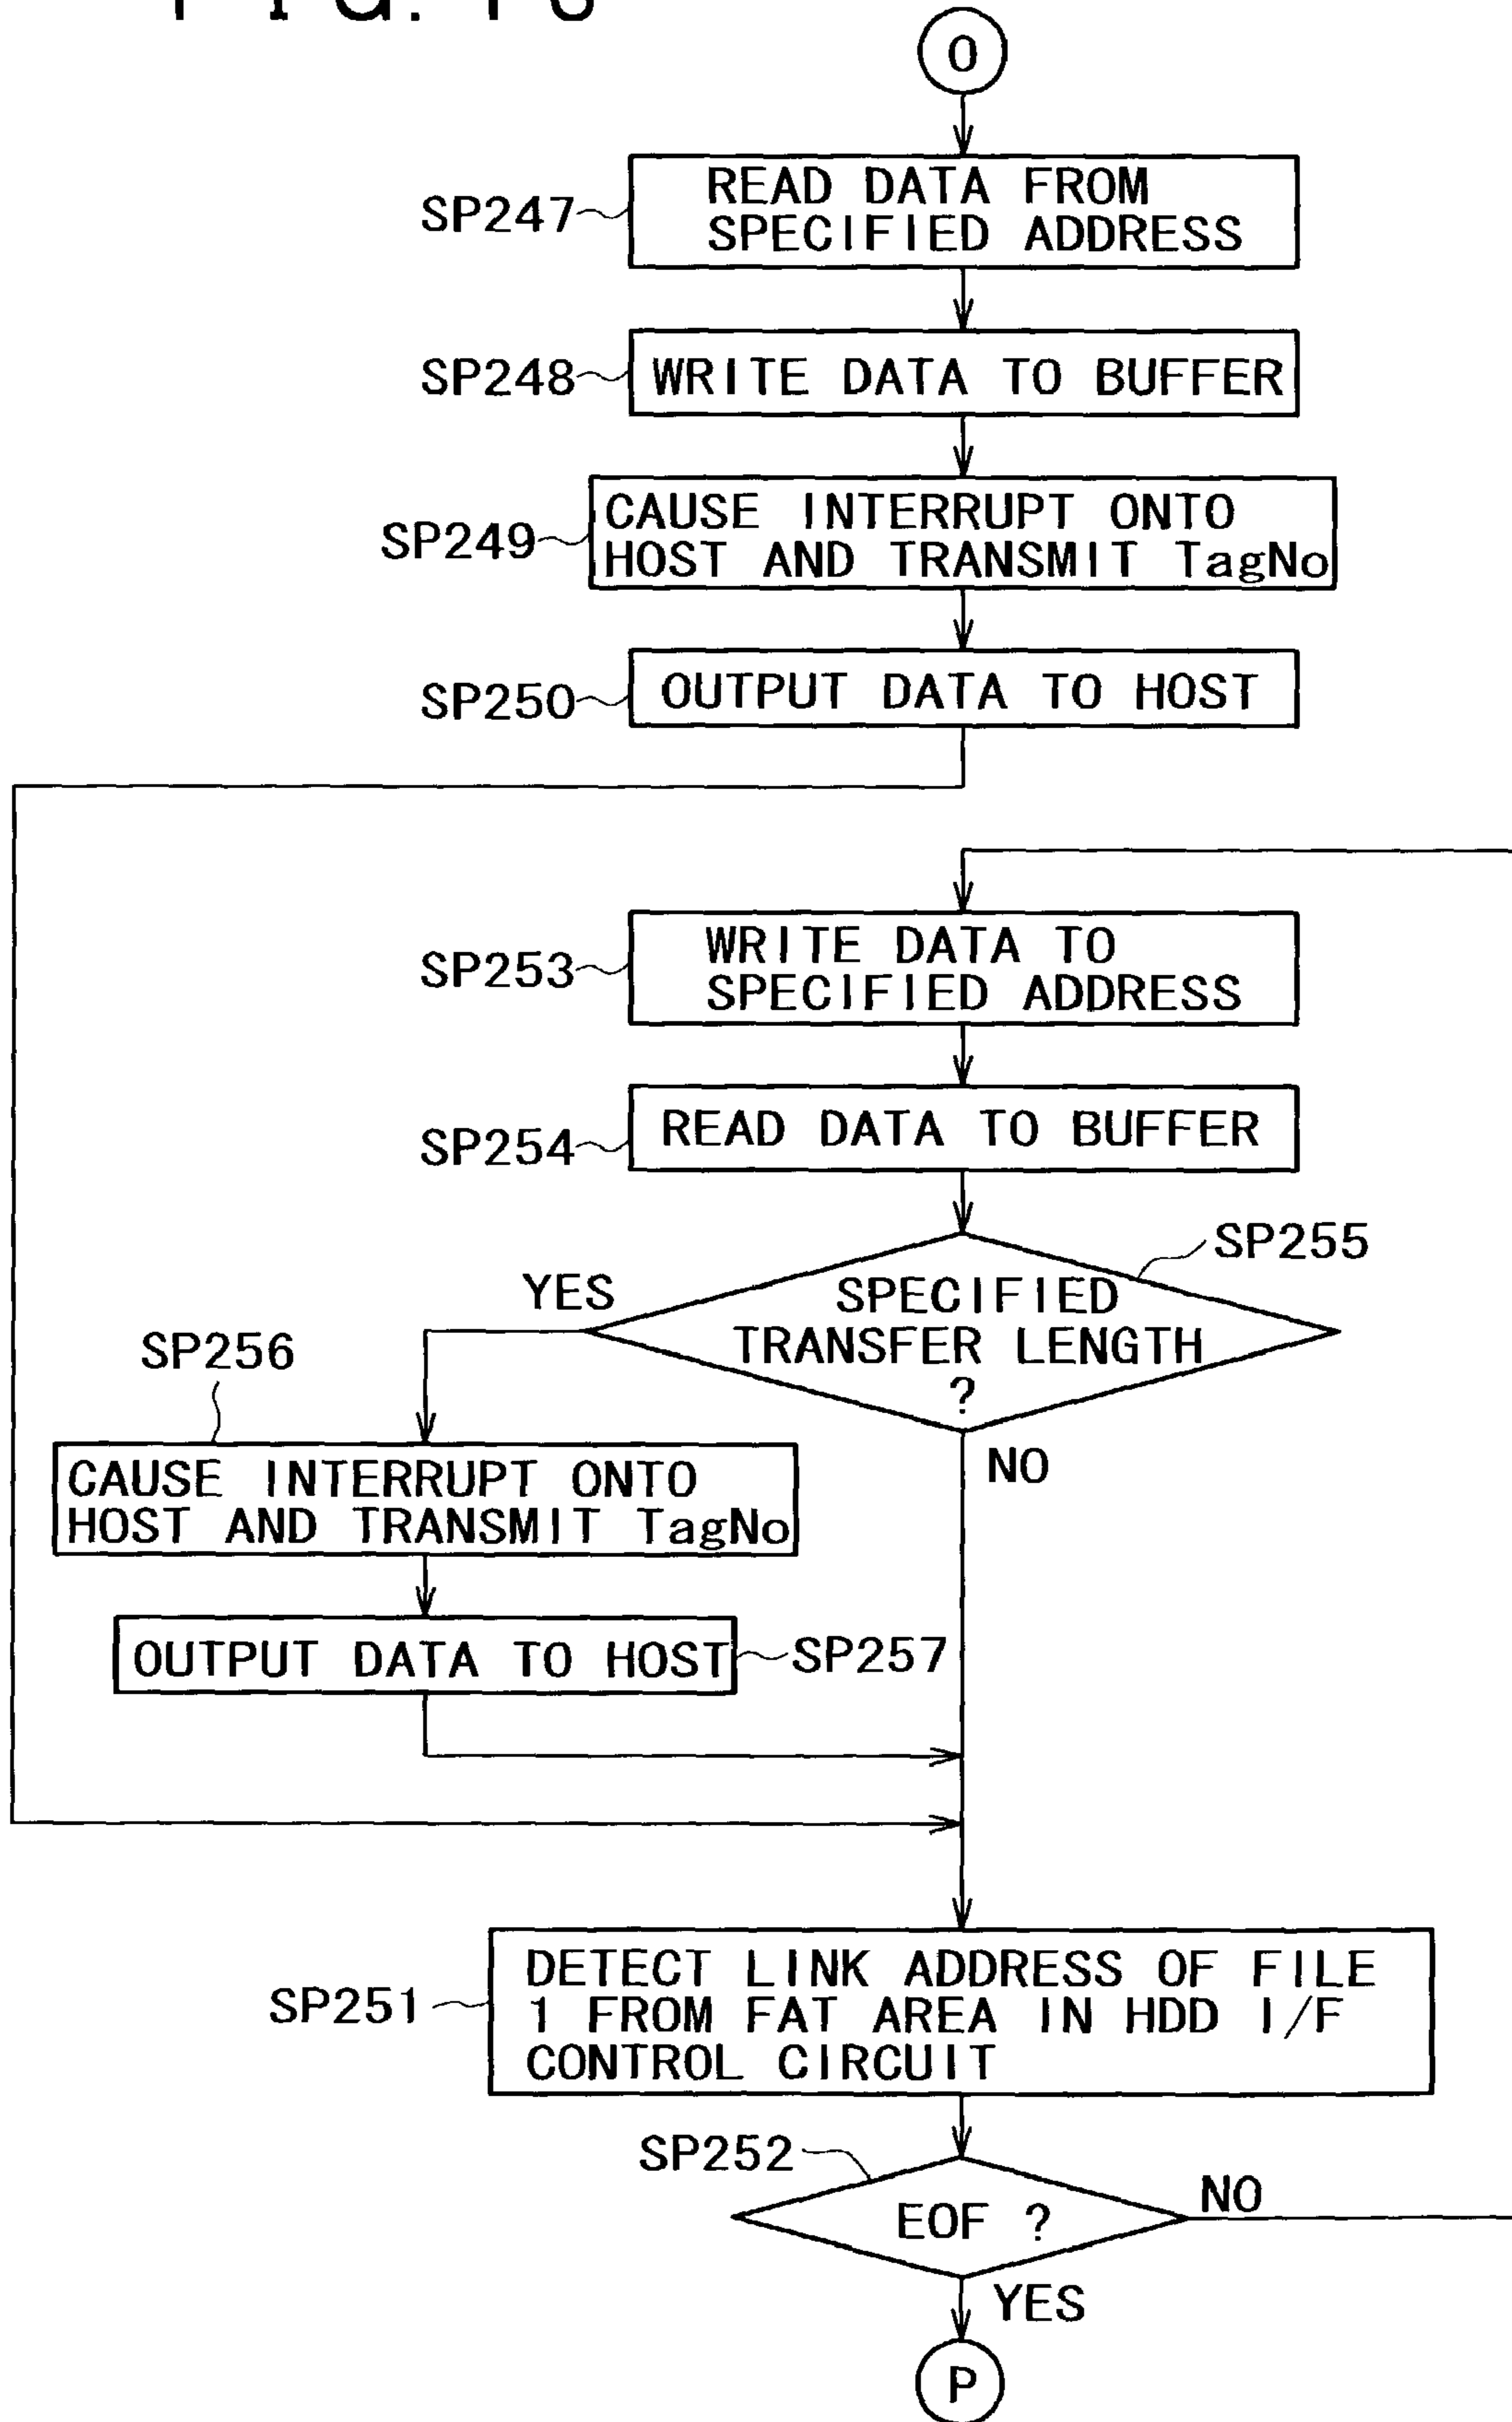 O
SP247
READ DATA FROM
SPECIFIED ADDRESS
SP248
WRITE DATA TO BUFFER
SP249
CAUSE INTERRUPT ONTO
HOST AND TRANSMIT TagNo
SP250
OUTPUT DATA TO HOST
SP253
WRITE DATA TO
SPECIFIED ADDRESS
SP254
READ DATA TO BUFFER
SP255
YES
SPECIFIED
TRANSFER LENGTH
?
SP256
NO
CAUSE INTERRUPT ONTO
HOST AND TRANSMIT TagNo
OUTPUT DATA TO HOST
SP257
SP251
DETECT LINK ADDRESS OF FILE
1 FROM FAT AREA IN HDD I/F
CONTROL CIRCUIT
SP252
NO
EOF ?
YES
P